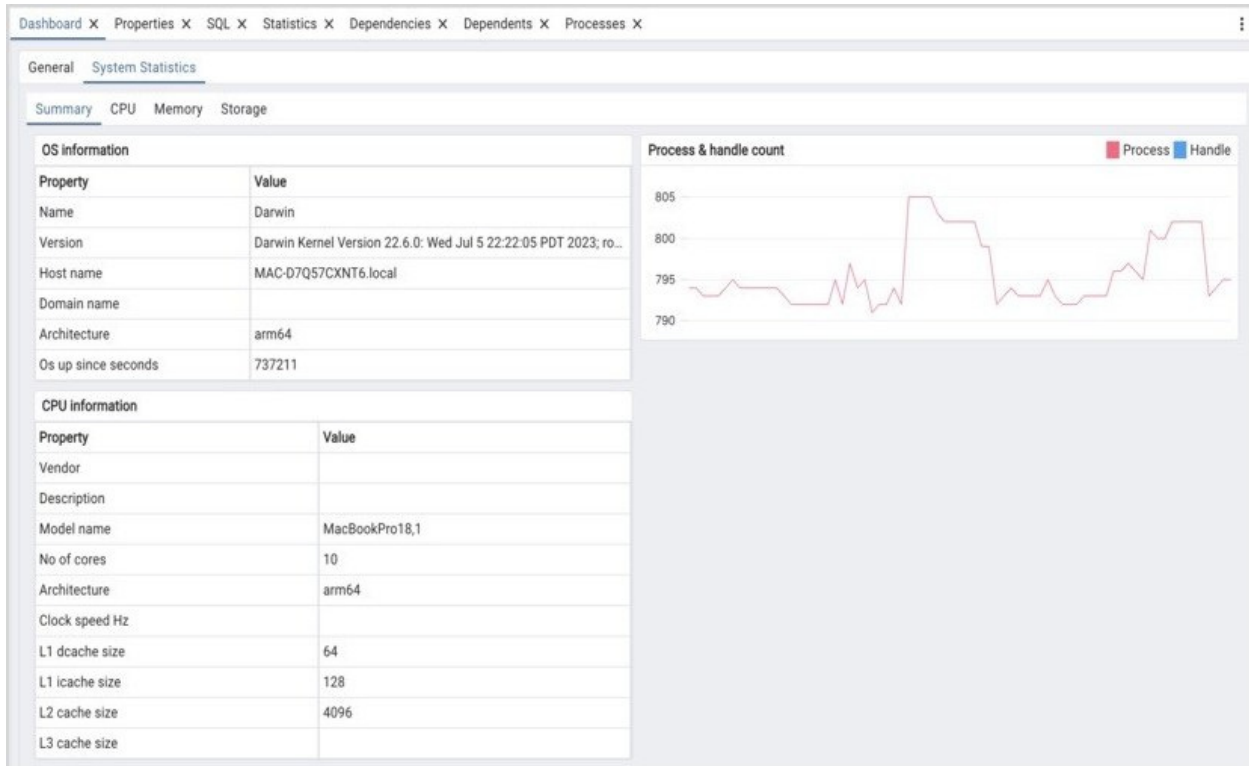 Dashboard X Properties X SQL X Statistics X Dependencies X Dependents X Processes X
General System Statistics
Summary CPU Memory Storage
OS information
Property Value
Name Darwin
Version Darwin Kernel Version 22.6.0: Wed Jul 5 22:22:05 PDT 2023; ro...
Host name MAC-D7Q57CXNT6.local
Domain name
Architecture arm64
Os up since seconds 737211
CPU information
Property Value
Vendor
Description
Model name MacBookPro18,1
No of cores 10
Architecture arm64
Clock speed Hz
L1 dcache size 64
L1 icache size 128
L2 cache size 4096
L3 cache size
Process & handle count Process Handle
805
800
795
790